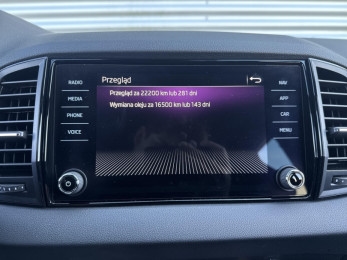 Przegląd
Przegląd za 22200 km lub 281 dni
Wymiana oleju za 16500 km lub 143 dni
RADIO
MEDIA
PHONE
VOICE
NAV
APP
CAR
MENU